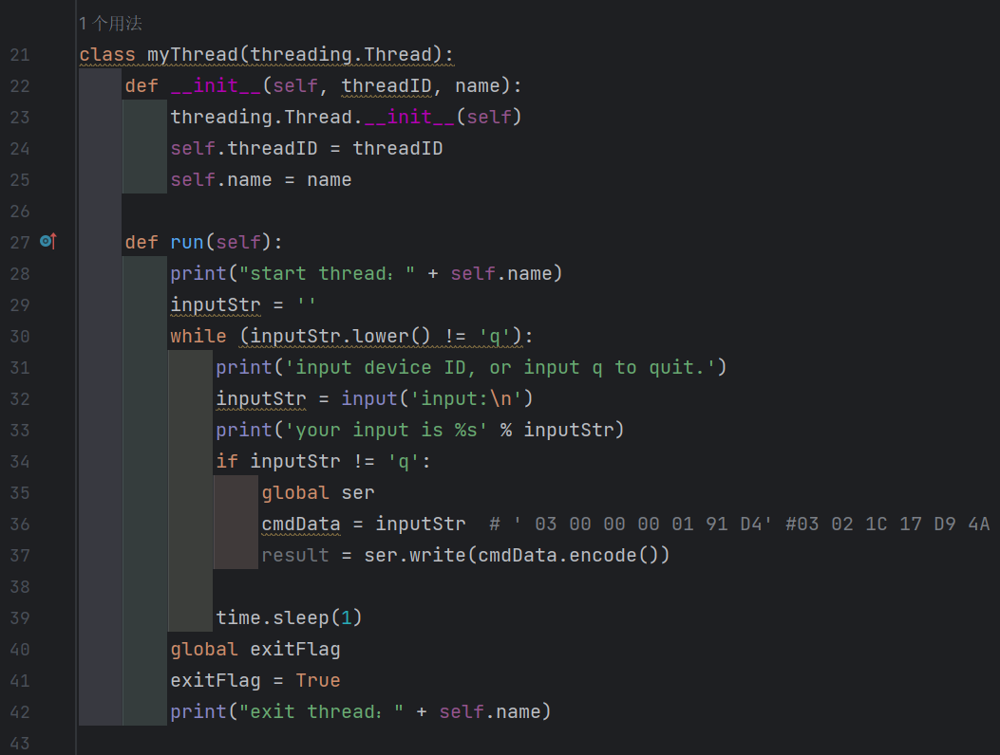 1 个用法
21 class myThread(threading.Thread):
22     def __init__(self, threadID, name):
23         threading.Thread.__init__(self)
24         self.threadID = threadID
25         self.name = name
26
27     def run(self):
28         print("start thread：" + self.name)
29         inputStr = ''
30         while (inputStr.lower() != 'q'):
31             print('input device ID, or input q to quit.')
32             inputStr = input('input:\n')
33             print('your input is %s' % inputStr)
34             if inputStr != 'q':
35                 global ser
36                 cmdData = inputStr  # ' 03 00 00 00 01 91 D4' #03 02 1C 17 D9 4A
37                 result = ser.write(cmdData.encode())
38
39             time.sleep(1)
40         global exitFlag
41         exitFlag = True
42         print("exit thread：" + self.name)
43